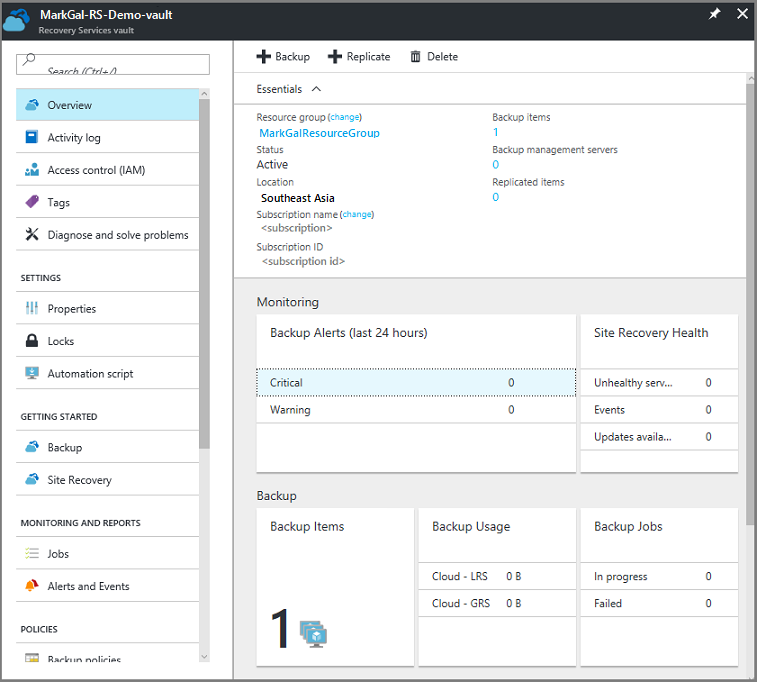 MarkGal-RS-Demo-vault
Recovery Services vault
Search (Ctrl+/)
Overview
Activity log
Access control (IAM)
Tags
Diagnose and solve problems
SETTINGS
Properties
Locks
Automation script
GETTING STARTED
Backup
Site Recovery
MONITORING AND REPORTS
Jobs
Alerts and Events
POLICIES
Backup policies
Backup Replicate Delete
Essentials
Resource group (change)
MarkGalResourceGroup
Status
Active
Location
Southeast Asia
Subscription name (change)
<subscription>
Subscription ID
<subscription id>
Backup items
1
Backup management servers
0
Replicated items
0
Monitoring
Backup Alerts (last 24 hours)
Critical 0
Warning 0
Site Recovery Health
Unhealthy serv... 0
Events 0
Updates availa... 0
Backup
Backup Items
1
Backup Usage
Cloud - LRS 0 B
Cloud - GRS 0 B
Backup Jobs
In progress 0
Failed 0